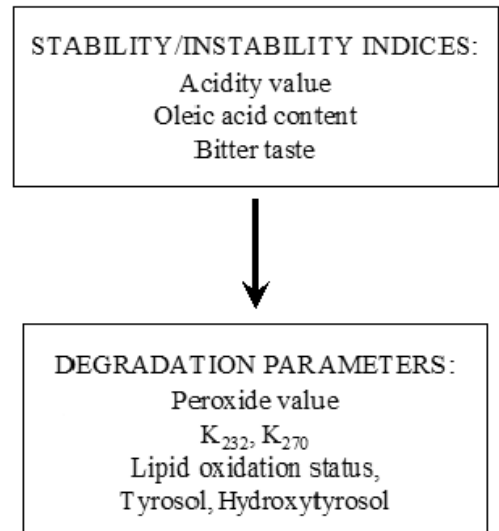 STABILITY/INSTABILITY INDICES:
Acidity value
Oleic acid content
Bitter taste
DEGRADATION PARAMETERS:
Peroxide value
K₂₃₂, K₂₇₀
Lipid oxidation status,
Tyrosol, Hydroxytyrosol